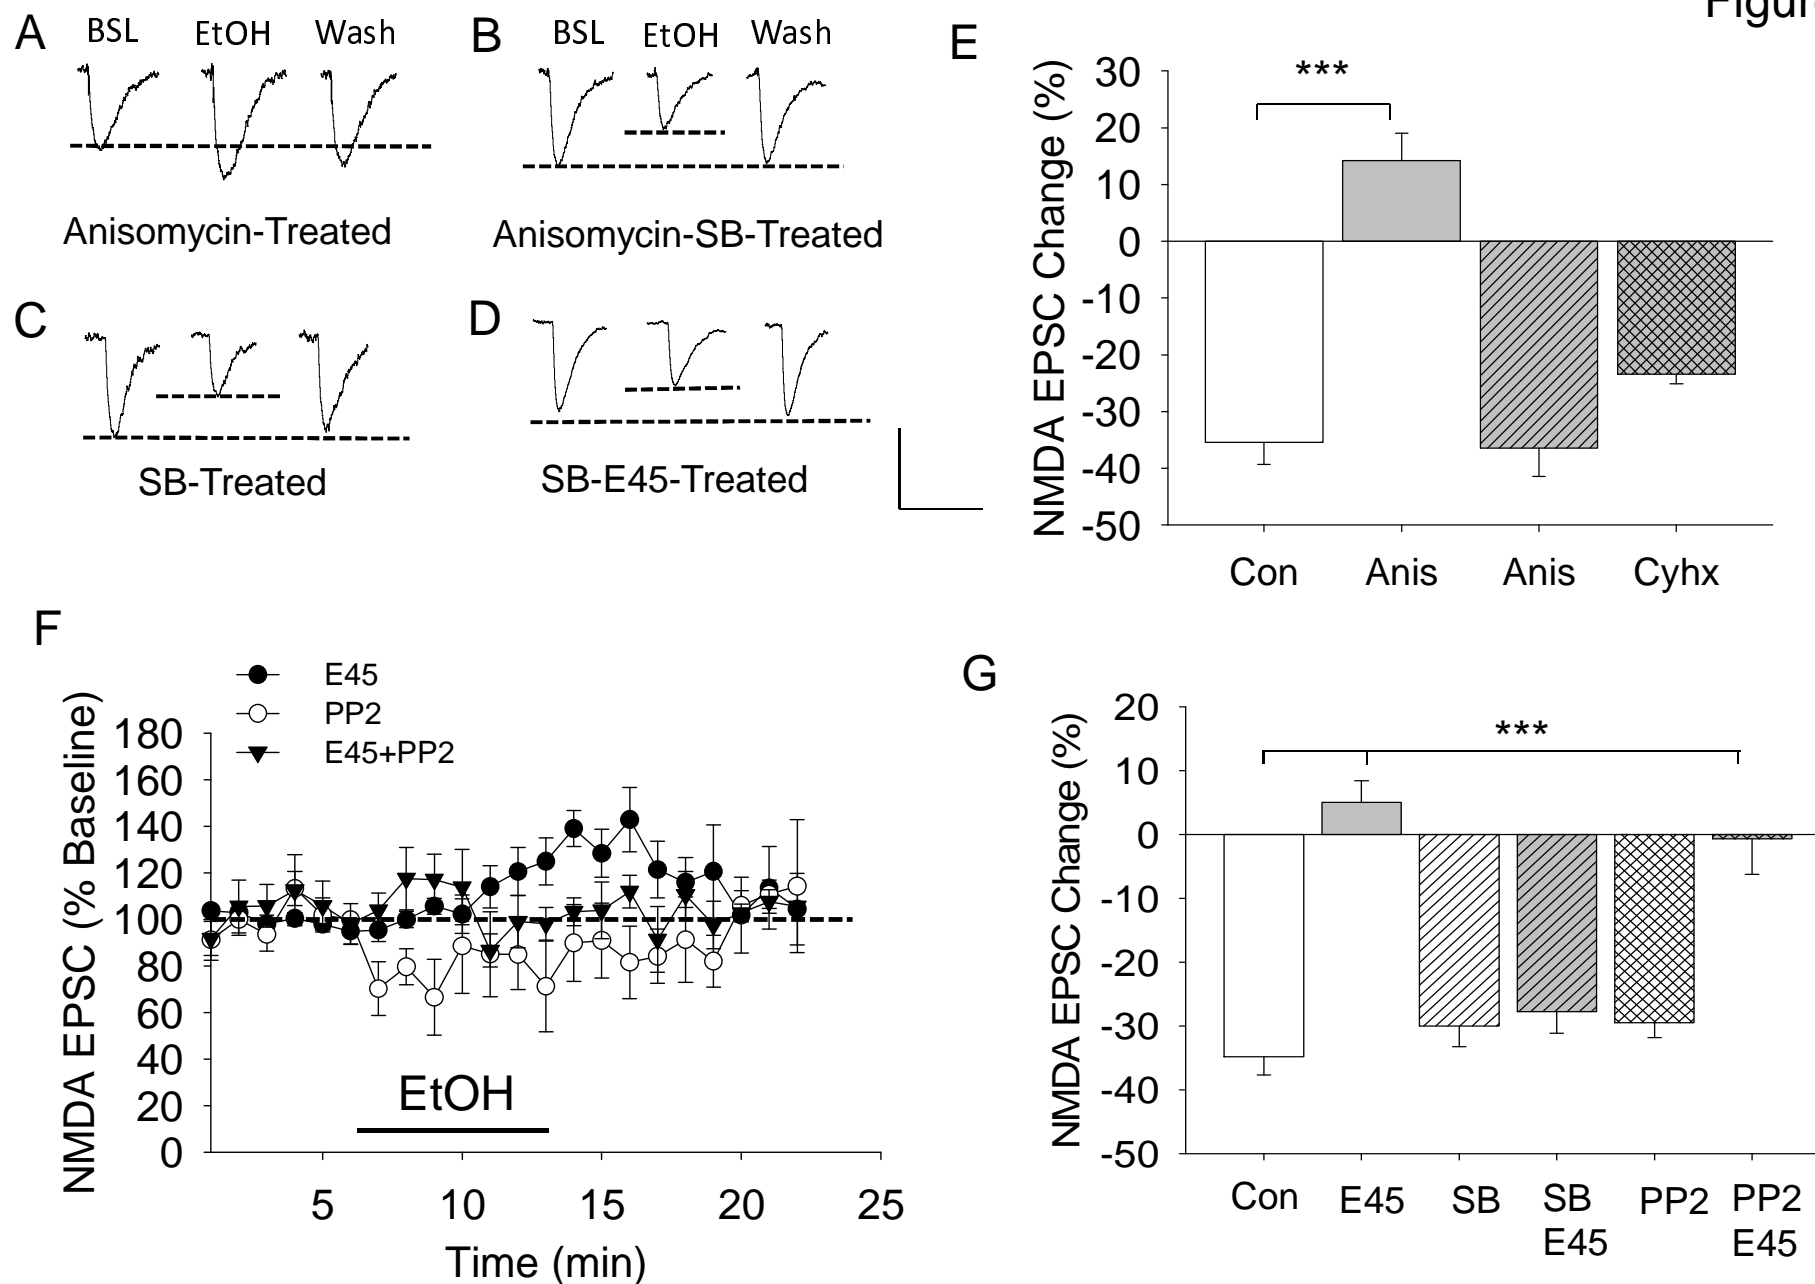 Figure
A
BSL EtOH Wash
Anisomycin-Treated
B
BSL EtOH Wash
Anisomycin-SB-Treated
C
SB-Treated
D
SB-E45-Treated
E
NMDA EPSC Change (%)
30
20
10
0
-10
-20
-30
-40
-50
***
Con Anis Anis Cyhx
F
E45
PP2
E45+PP2
NMDA EPSC (% Baseline)
180
160
140
120
100
80
60
40
20
0
EtOH
5 10 15 20 25
Time (min)
G
NMDA EPSC Change (%)
20
10
0
-10
-20
-30
-40
-50
***
Con E45 SB SB PP2 PP2
E45 E45